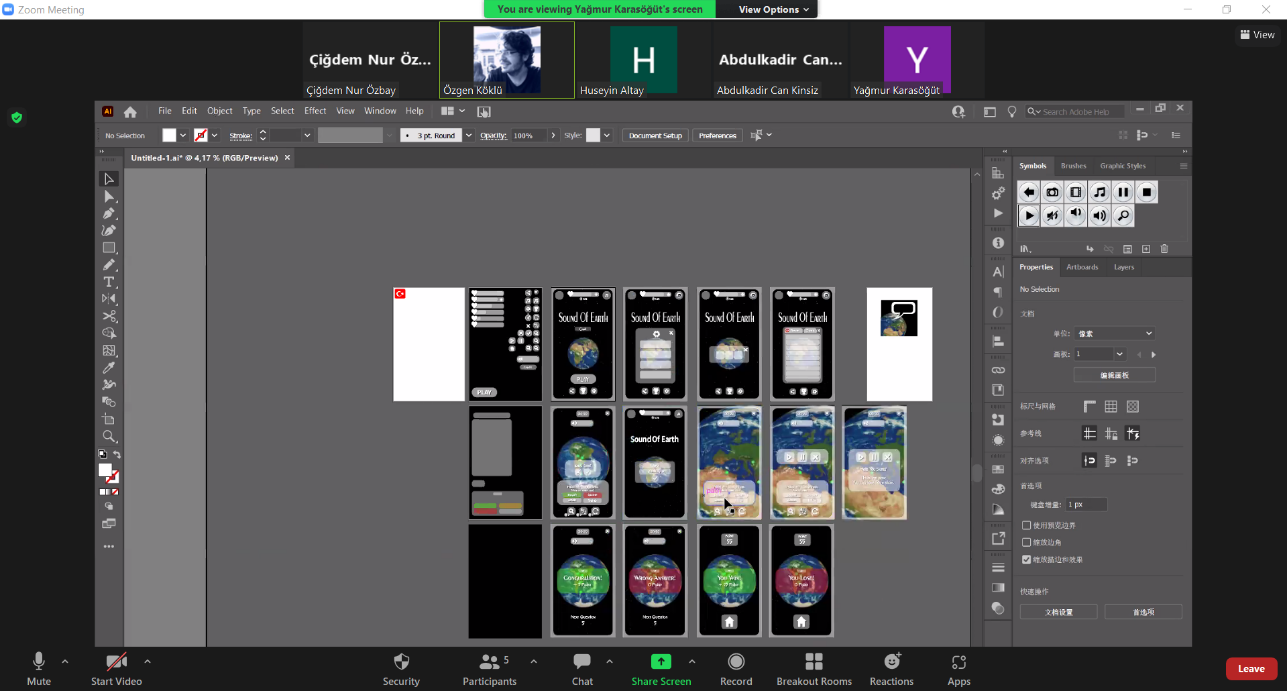 Zoom Meeting
You are viewing Yağmur Karasöğüt's screen
View Options
View
Çiğdem Nur Öz...
Çiğdem Nur Özbay
Özgen Köklü
H
Huseyin Altay
Abdulkadir Can...
Abdulkadir Can Kinsiz
Y
Yağmur Karasöğüt
Ai
File Edit Object Type Select Effect View Window Help
Search Adobe Help
No Selection
Stroke:
3 pt. Round
Opacity:
100%
Style:
Document Setup
Preferences
Untitled-1.ai* @ 4,17 % (RGB/Preview)
Symbols
Brushes
Graphic Styles
Properties
Artboards
Layers
No Selection
文档
单位:
像素
画板:
1
编辑画板
标尺与网格
参考线
对齐选项
首选项
键盘增量:
1 px
使用预览边界
缩放边角
缩放描边和效果
快速操作
文档设置
首选项
Sound Of Earth
Sound Of Earth
Sound Of Earth
Sound Of Earth
PLAY
PLAY
Sound Of Earth
Congratulations!
Wrong Answer!
You Win!
You Lose!
Next Question
Next Question
Mute
Start Video
Security
5
Participants
Chat
Share Screen
Record
Breakout Rooms
Reactions
Apps
Leave